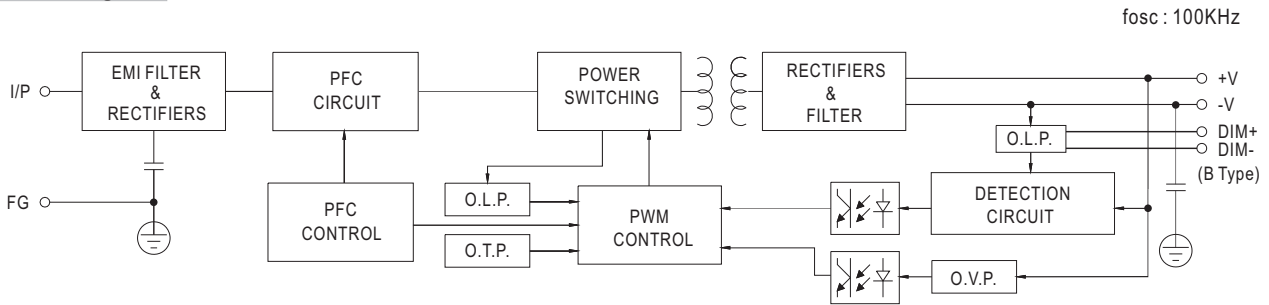 fosc : 100KHz
I/P
EMI FILTER
&
RECTIFIERS
PFC
CIRCUIT
POWER
SWITCHING
RECTIFIERS
&
FILTER
+V
-V
DIM+
DIM-
(B Type)
O.L.P.
FG
PFC
CONTROL
O.L.P.
O.T.P.
PWM
CONTROL
DETECTION
CIRCUIT
O.V.P.